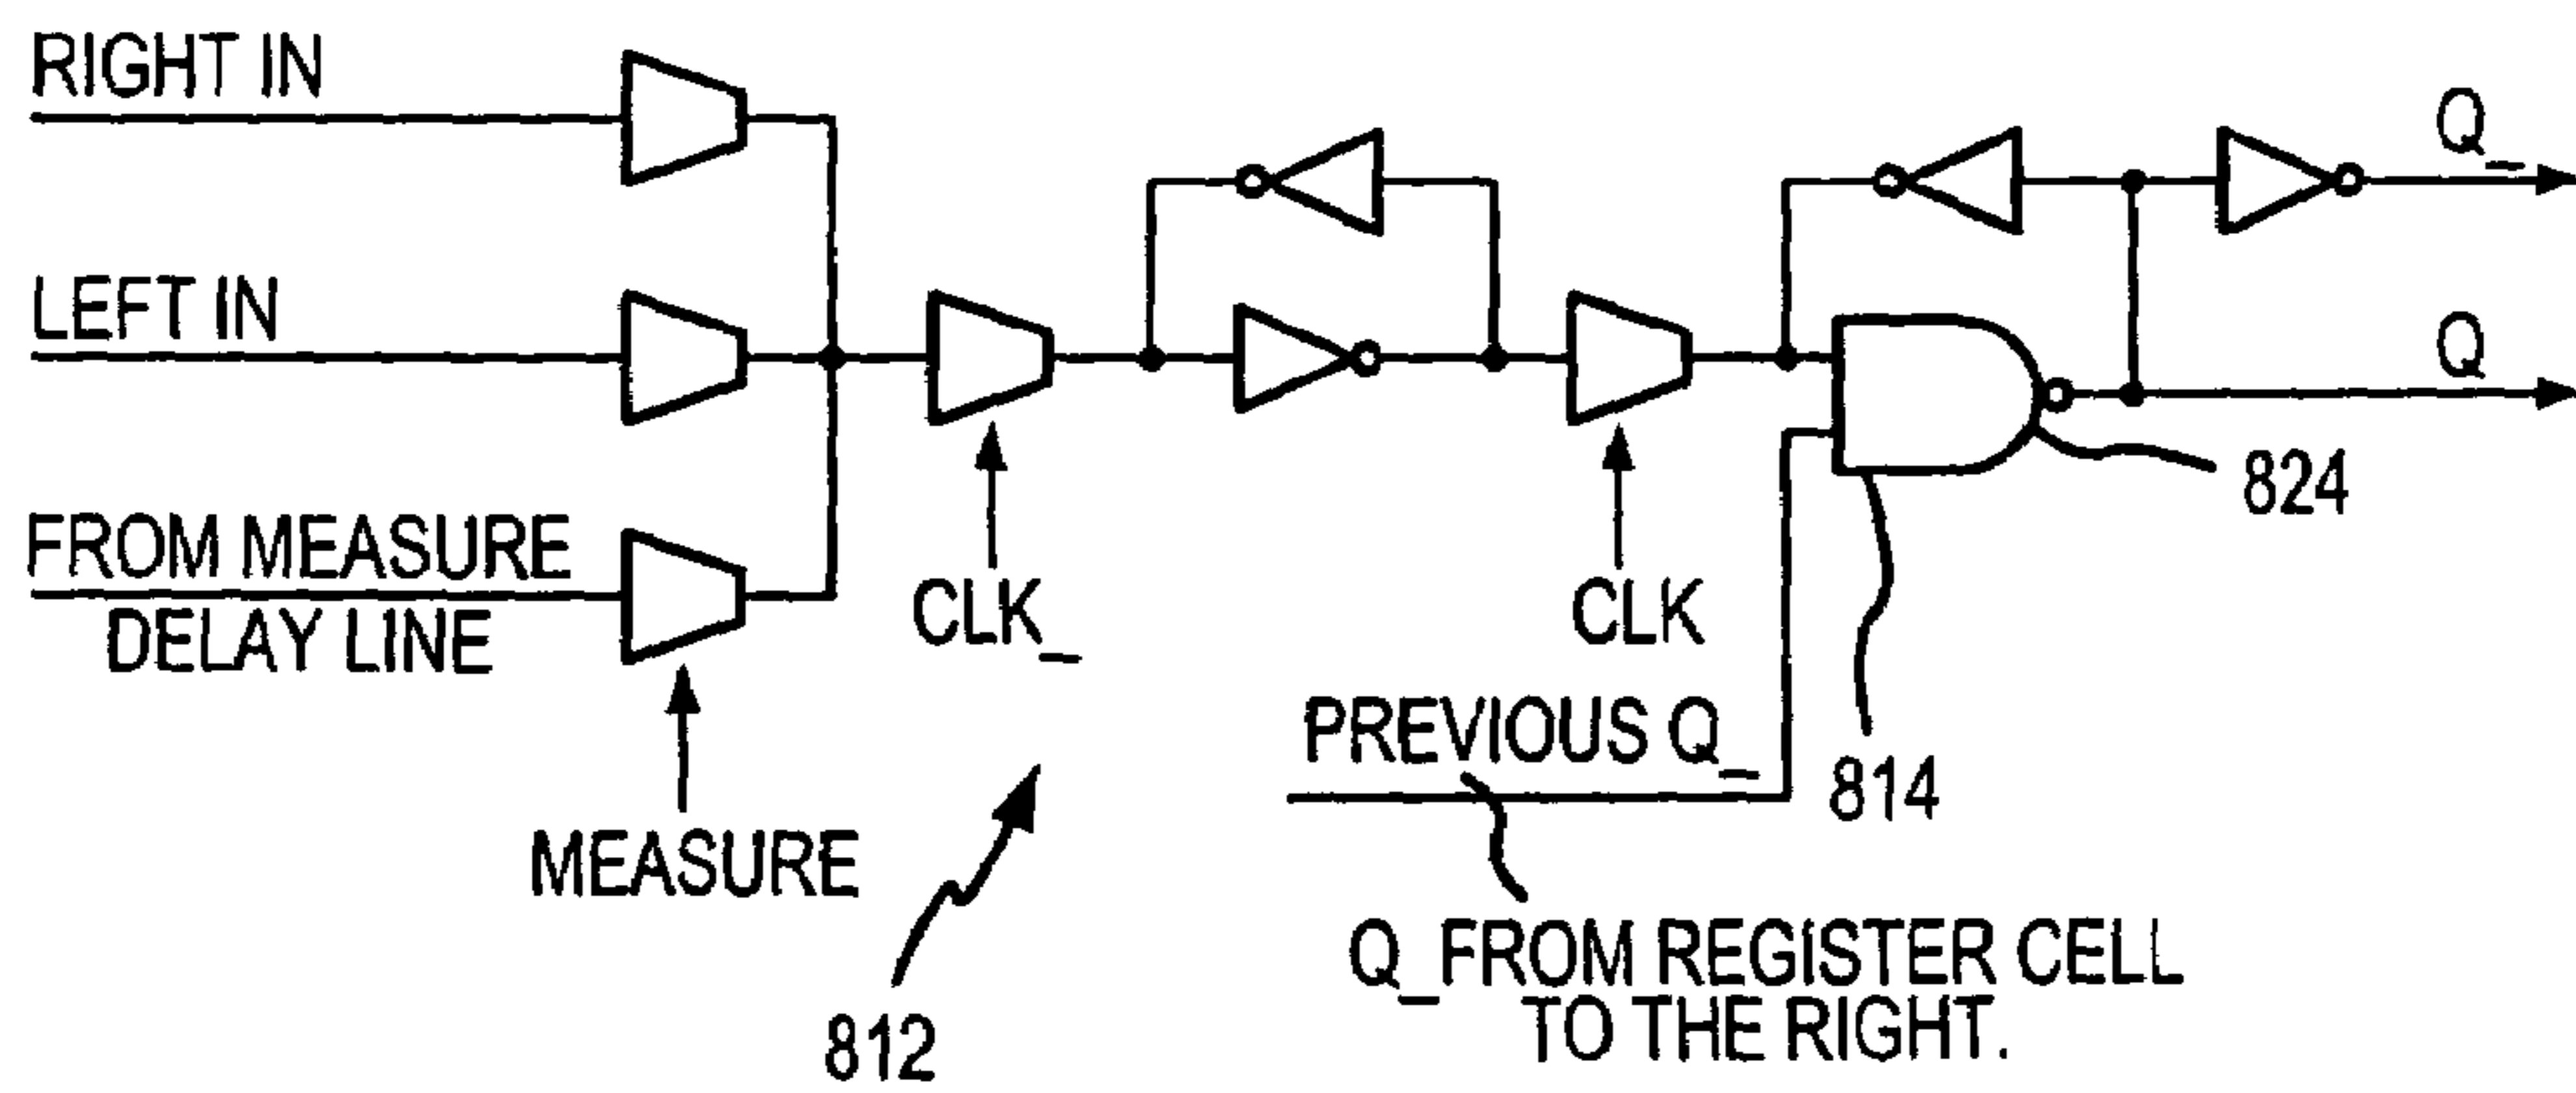 RIGHT IN
Q_
LEFT IN
Q
824
FROM MEASURE
DELAY LINE
CLK_
CLK
PREVIOUS Q_
814
MEASURE
Q_FROM REGISTER CELL
TO THE RIGHT.
812